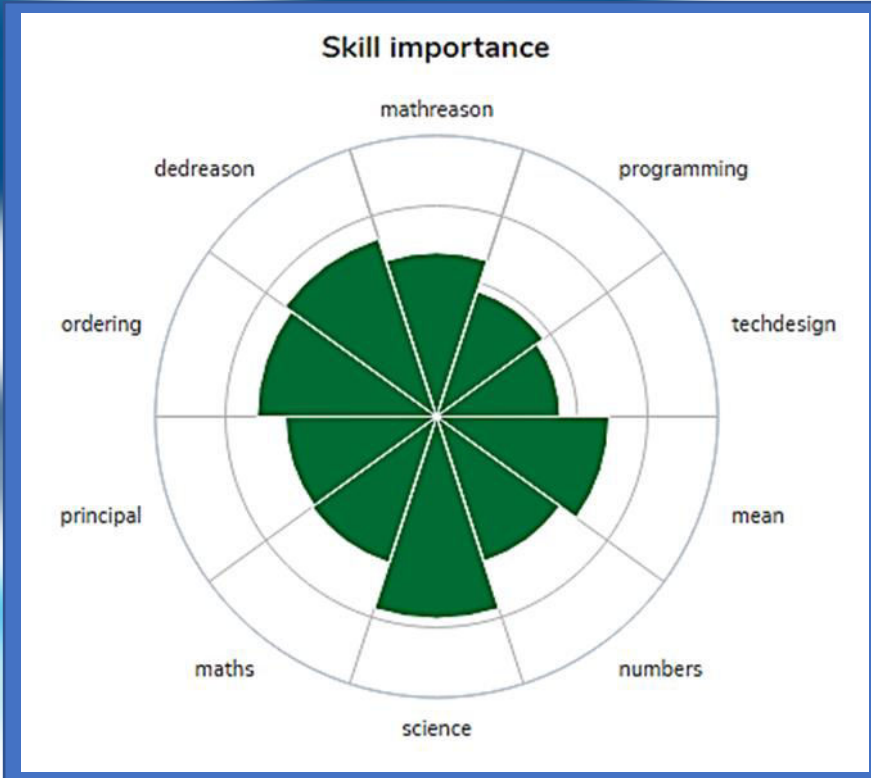 Skill importance
mathreason
dedreason
programming
ordering
techdesign
principal
mean
maths
numbers
science